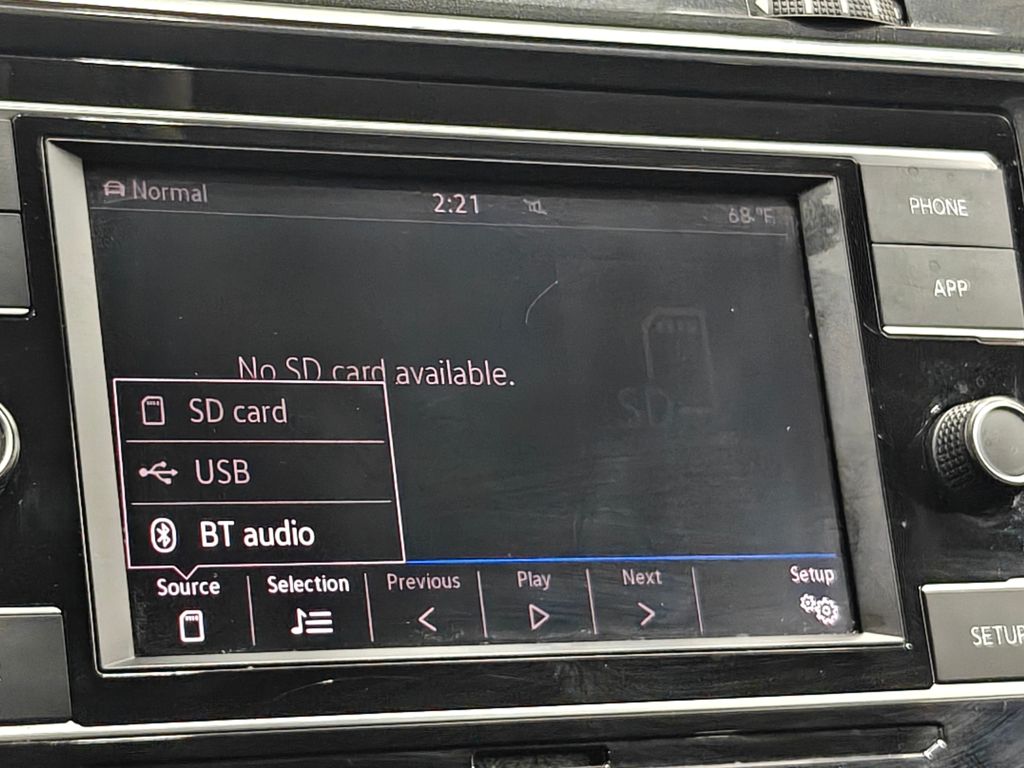 Normal
2:21
68 °F
No SD card available.
SD
SD card
USB
BT audio
Source
Selection
Previous
Play
Next
Setup
PHONE
APP
SETUP